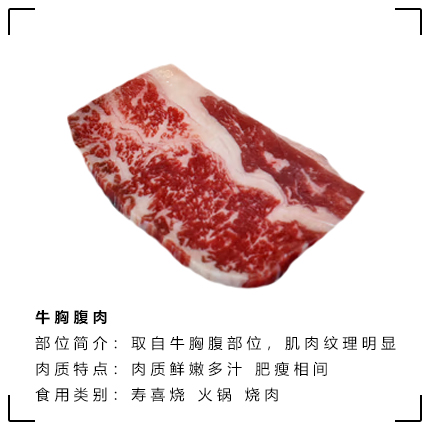 牛胸腹肉
部位简介：取自牛胸腹部位，肌肉纹理明显
肉质特点：肉质鲜嫩多汁 肥瘦相间
食用类别：寿喜烧 火锅 烧肉